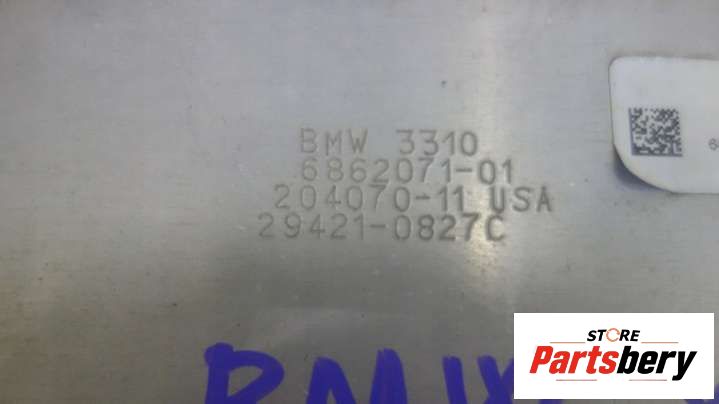 BMW 3310
6862071-01
204070-11 USA
29421-0827C
STORE
Partsbery